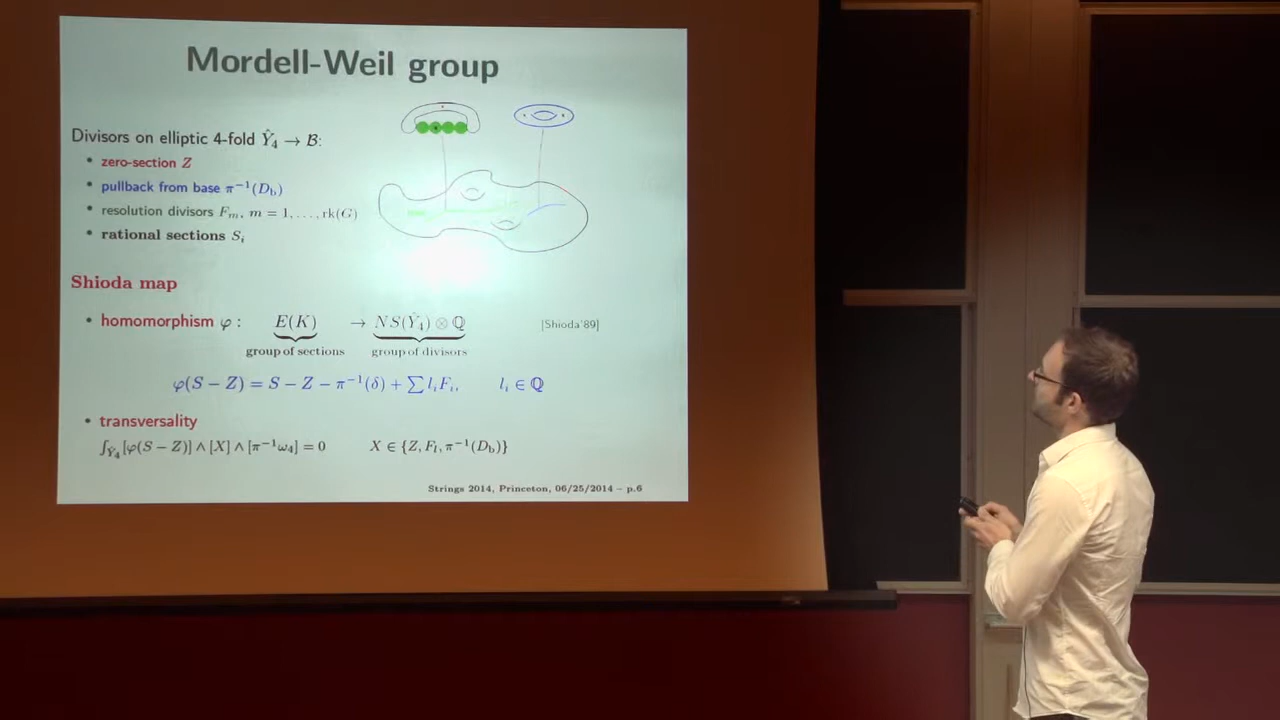 Mordell-Weil group
Divisors on elliptic 4-fold Ŷ₄ → ℬ:
• zero-section Z
• pullback from base π⁻¹(D_b)
• resolution divisors F_m, m = 1, . . . , rk(G)
• rational sections S_i
Shioda map
• homomorphism φ : E(K) → NS(Ŷ₄) ⊗ ℚ [Shioda'89]
group of sections group of divisors
φ(S − Z) = S − Z − π⁻¹(δ) + ∑ l_i F_i, l_i ∈ ℚ
• transversality
∫_Ŷ₄ [φ(S − Z)] ∧ [X] ∧ [π⁻¹ω₄] = 0 X ∈ {Z, F_l, π⁻¹(D_b)}
Strings 2014, Princeton, 06/25/2014 – p.6